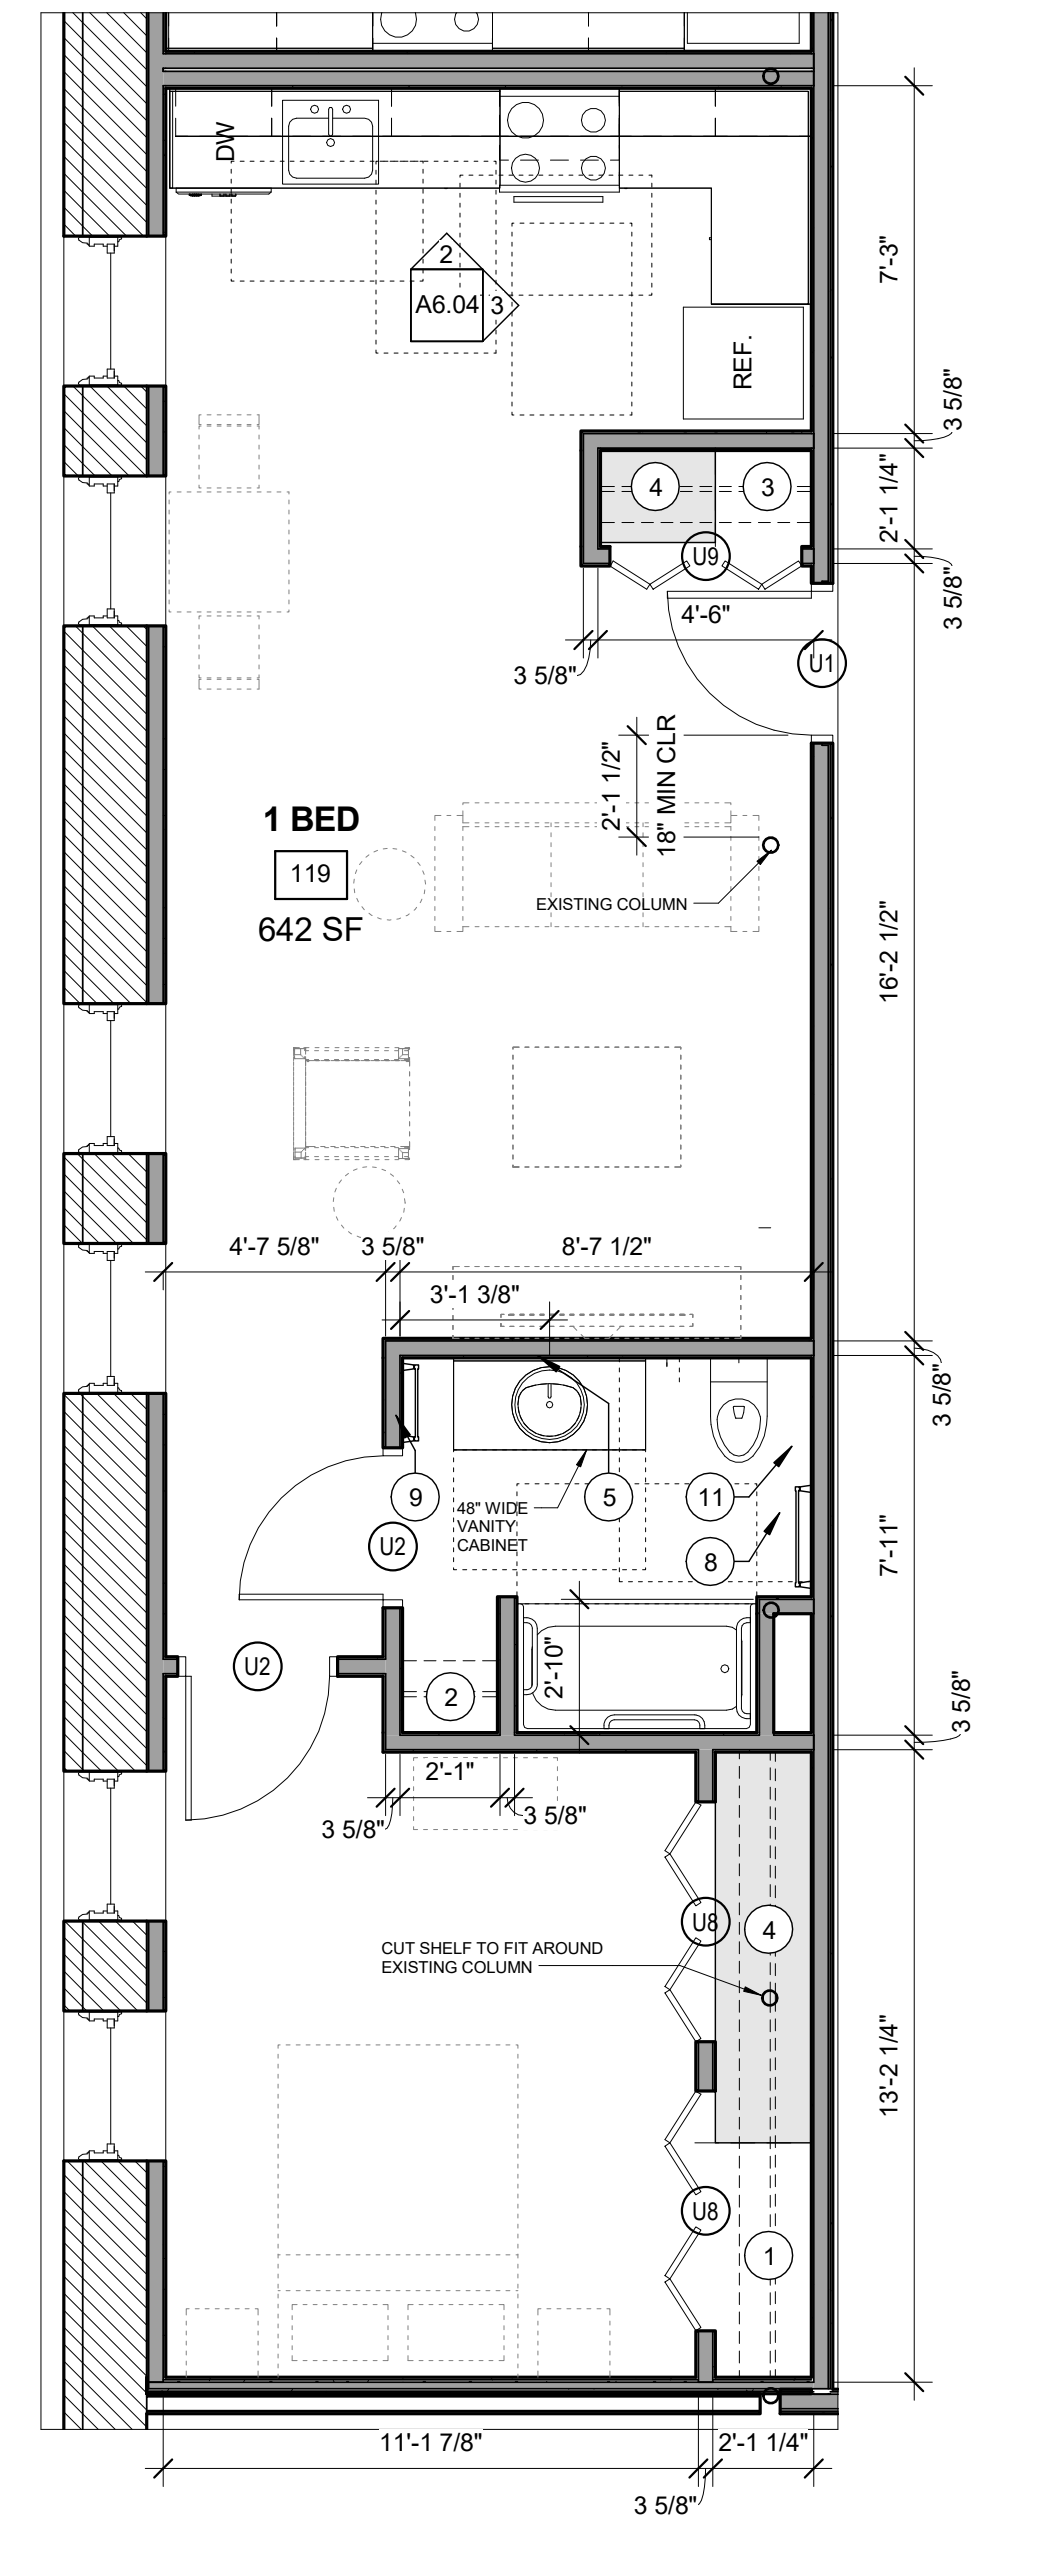 DW
2
A6.04
3
7'-3"
REF.
3 5/8"
4
3
2'-1 1/4"
U9
3 5/8"
4'-6"
U1
3 5/8"
2'-1 1/2"
18" MIN CLR
1 BED
119
642 SF
EXISTING COLUMN
16'-2 1/2"
4'-7 5/8"
3 5/8"
8'-7 1/2"
3'-1 3/8"
3 5/8"
9
5
11
48" WIDE
VANITY
CABINET
U2
8
7'-11"
2'-10"
U2
2
3 5/8"
2'-1"
3 5/8"
3 5/8"
U8
4
CUT SHELF TO FIT AROUND
EXISTING COLUMN
13'-2 1/4"
U8
1
11'-1 7/8"
2'-1 1/4"
3 5/8"